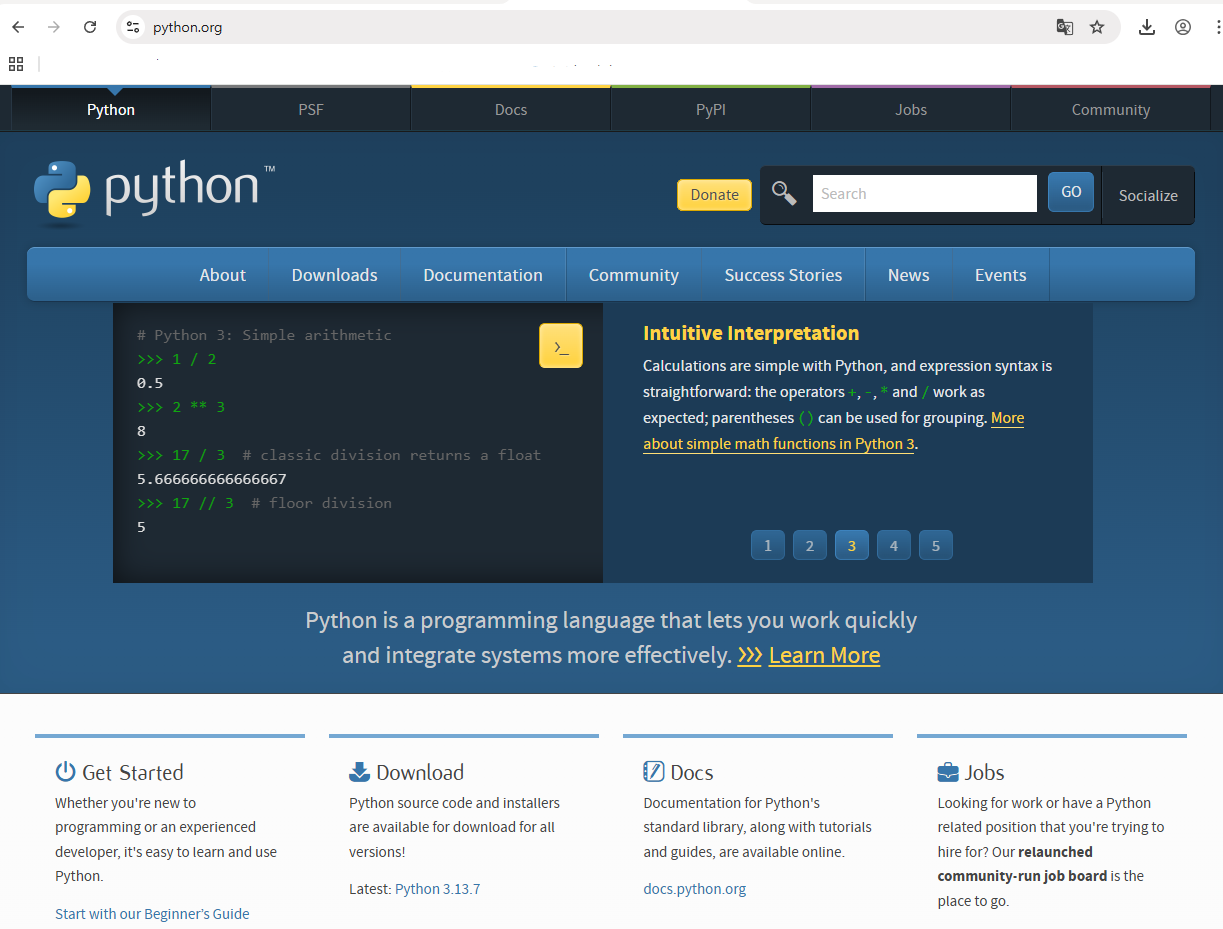 python.org
Python PSF Docs PyPI Jobs Community
python™
Donate Search GO Socialize
About Downloads Documentation Community Success Stories News Events
# Python 3: Simple arithmetic
>>> 1 / 2
0.5
>>> 2 ** 3
8
>>> 17 / 3  # classic division returns a float
5.666666666666667
>>> 17 // 3  # floor division
5
>_
Intuitive Interpretation
Calculations are simple with Python, and expression syntax is
straightforward: the operators +, -, * and / work as
expected; parentheses () can be used for grouping. More
about simple math functions in Python 3.
1 2 3 4 5
Python is a programming language that lets you work quickly
and integrate systems more effectively. >>> Learn More
Get Started
Whether you're new to
programming or an experienced
developer, it's easy to learn and use
Python.
Start with our Beginner's Guide
Download
Python source code and installers
are available for download for all
versions!
Latest: Python 3.13.7
Docs
Documentation for Python's
standard library, along with tutorials
and guides, are available online.
docs.python.org
Jobs
Looking for work or have a Python
related position that you're trying to
hire for? Our relaunched
community-run job board is the
place to go.